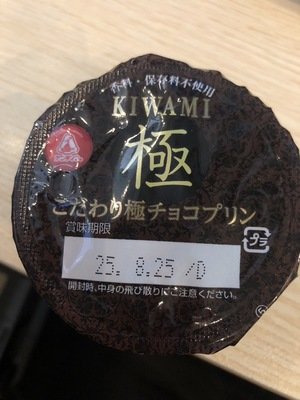 香料・保存料不使用
KIWAMI
極
こだわり極チョコプリン
賞味期限
25. 8.25 /D
プラ
開封時、中身の飛び散りにご注意ください。